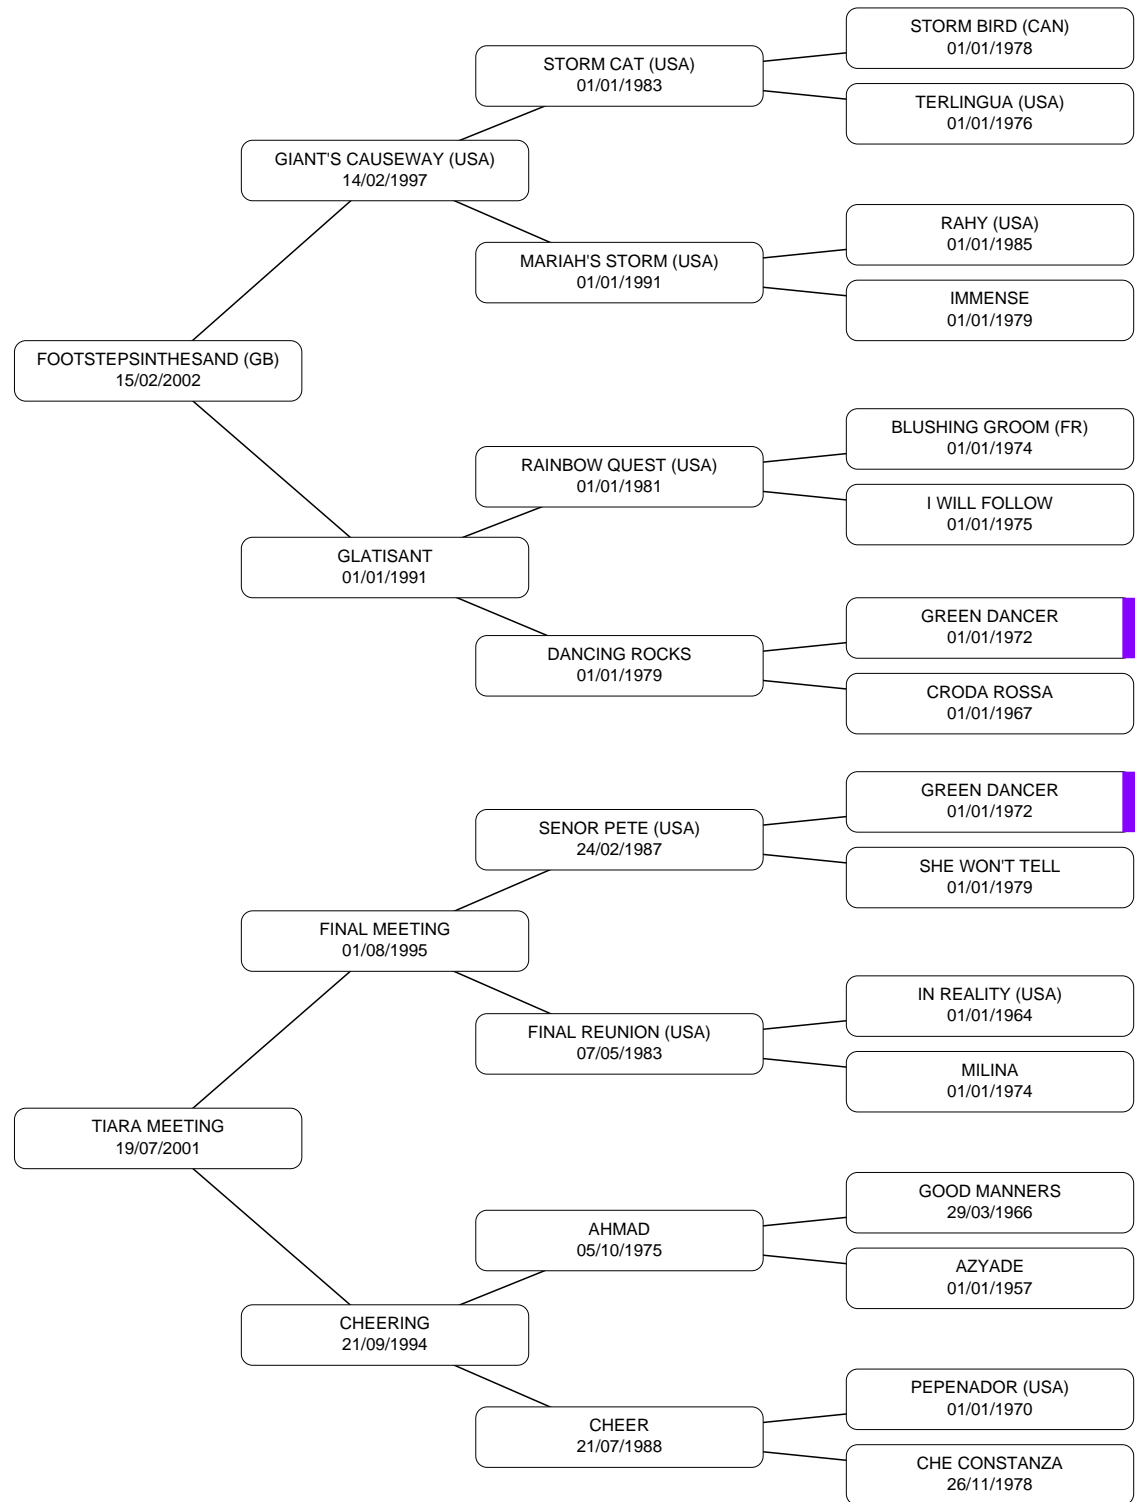 STORM BIRD (CAN)
01/01/1978
STORM CAT (USA)
01/01/1983
TERLINGUA (USA)
01/01/1976
GIANT'S CAUSEWAY (USA)
14/02/1997
RAHY (USA)
01/01/1985
MARIAH'S STORM (USA)
01/01/1991
IMMENSE
01/01/1979
FOOTSTEPSINTHESAND (GB)
15/02/2002
BLUSHING GROOM (FR)
01/01/1974
RAINBOW QUEST (USA)
01/01/1981
I WILL FOLLOW
01/01/1975
GLATISANT
01/01/1991
GREEN DANCER
01/01/1972
DANCING ROCKS
01/01/1979
CRODA ROSSA
01/01/1967
GREEN DANCER
01/01/1972
SENOR PETE (USA)
24/02/1987
SHE WON'T TELL
01/01/1979
FINAL MEETING
01/08/1995
IN REALITY (USA)
01/01/1964
FINAL REUNION (USA)
07/05/1983
MILINA
01/01/1974
TIARA MEETING
19/07/2001
GOOD MANNERS
29/03/1966
AHMAD
05/10/1975
AZYADE
01/01/1957
CHEERING
21/09/1994
PEPENADOR (USA)
01/01/1970
CHEER
21/07/1988
CHE CONSTANZA
26/11/1978